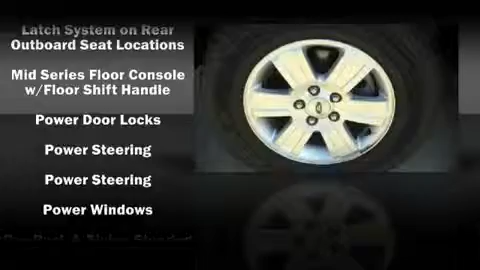 Latch System on Rear
Outboard Seat Locations
Mid Series Floor Console
w/Floor Shift Handle
Power Door Locks
Power Steering
Power Steering
Power Windows